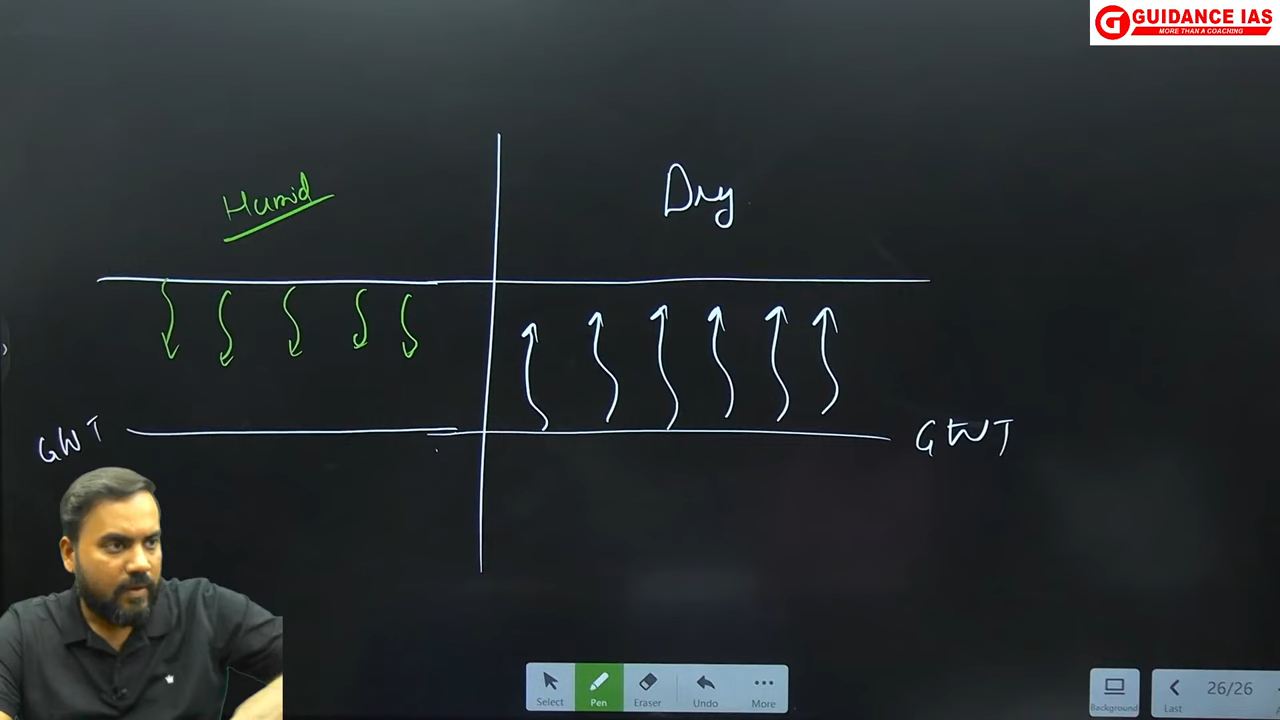 GUIDANCE IAS
MORE THAN A COACHING
Humid
Dry
GWT
GWT
Select
Pen
Eraser
Undo
More
Background
Last
26/26